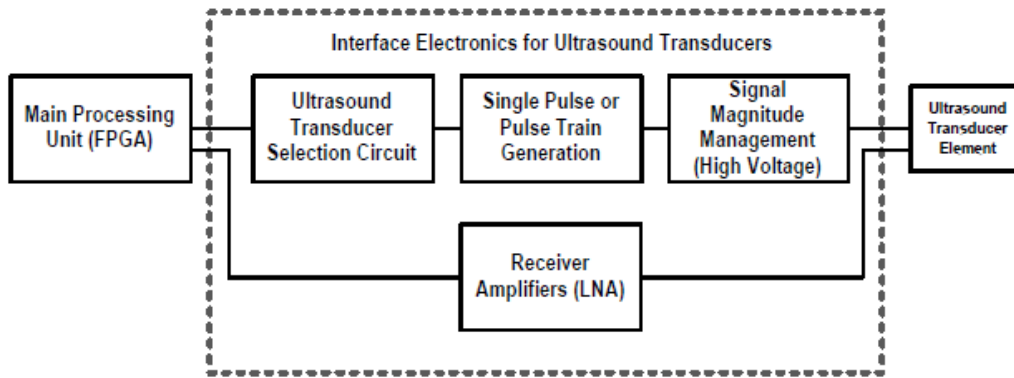 Interface Electronics for Ultrasound Transducers
Main Processing
Unit (FPGA)
Ultrasound
Transducer
Selection Circuit
Single Pulse or
Pulse Train
Generation
Signal
Magnitude
Management
(High Voltage)
Ultrasound
Transducer
Element
Receiver
Amplifiers (LNA)